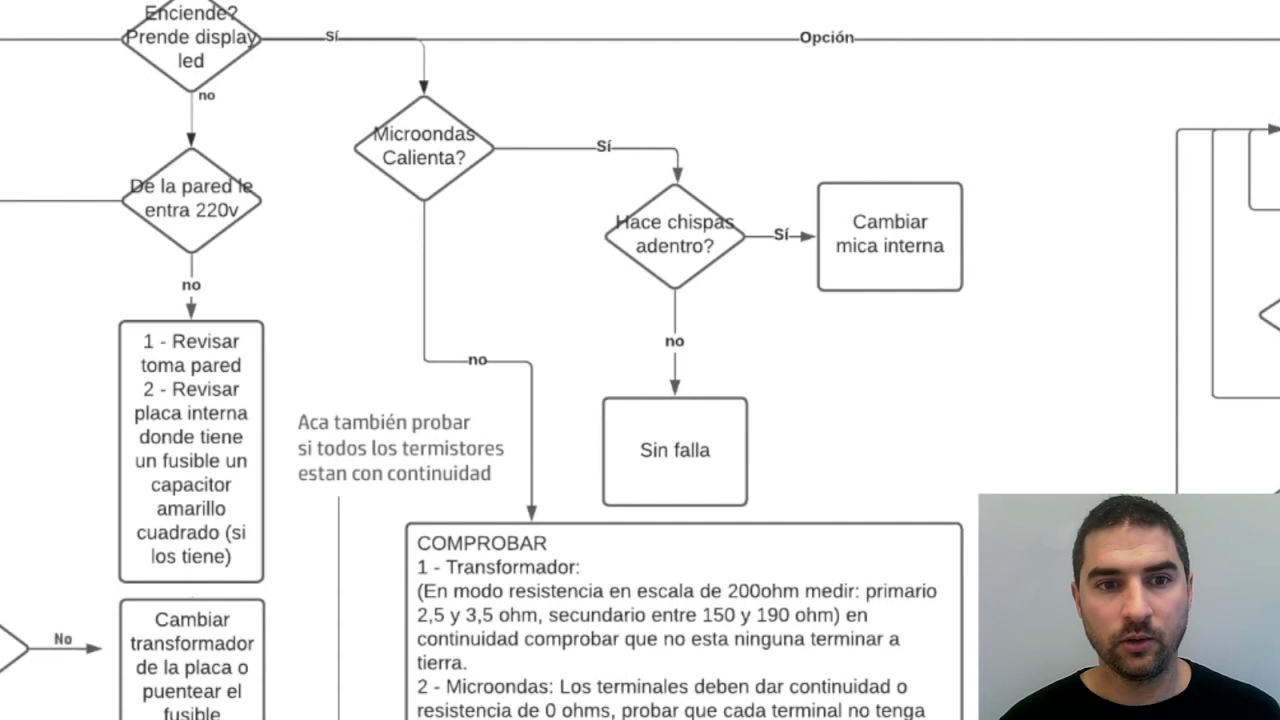 Enciende?
Prende display
led
Sí
Opción
no
Microondas
Calienta?
Sí
De la pared le
entra 220v
Hace chispas
adentro?
Sí
Cambiar
mica interna
no
no
no
1 - Revisar
toma pared
2 - Revisar
placa interna
donde tiene
un fusible un
capacitor
amarillo
cuadrado (si
los tiene)
Aca también probar
si todos los termistores
estan con continuidad
Sin falla
COMPROBAR
1 - Transformador:
(En modo resistencia en escala de 200ohm medir: primario
2,5 y 3,5 ohm, secundario entre 150 y 190 ohm) en
continuidad comprobar que no esta ninguna terminar a
tierra.
2 - Microondas: Los terminales deben dar continuidad o
resistencia de 0 ohms, probar que cada terminal no tenga
No
Cambiar
transformador
de la placa o
puentear el
fusible